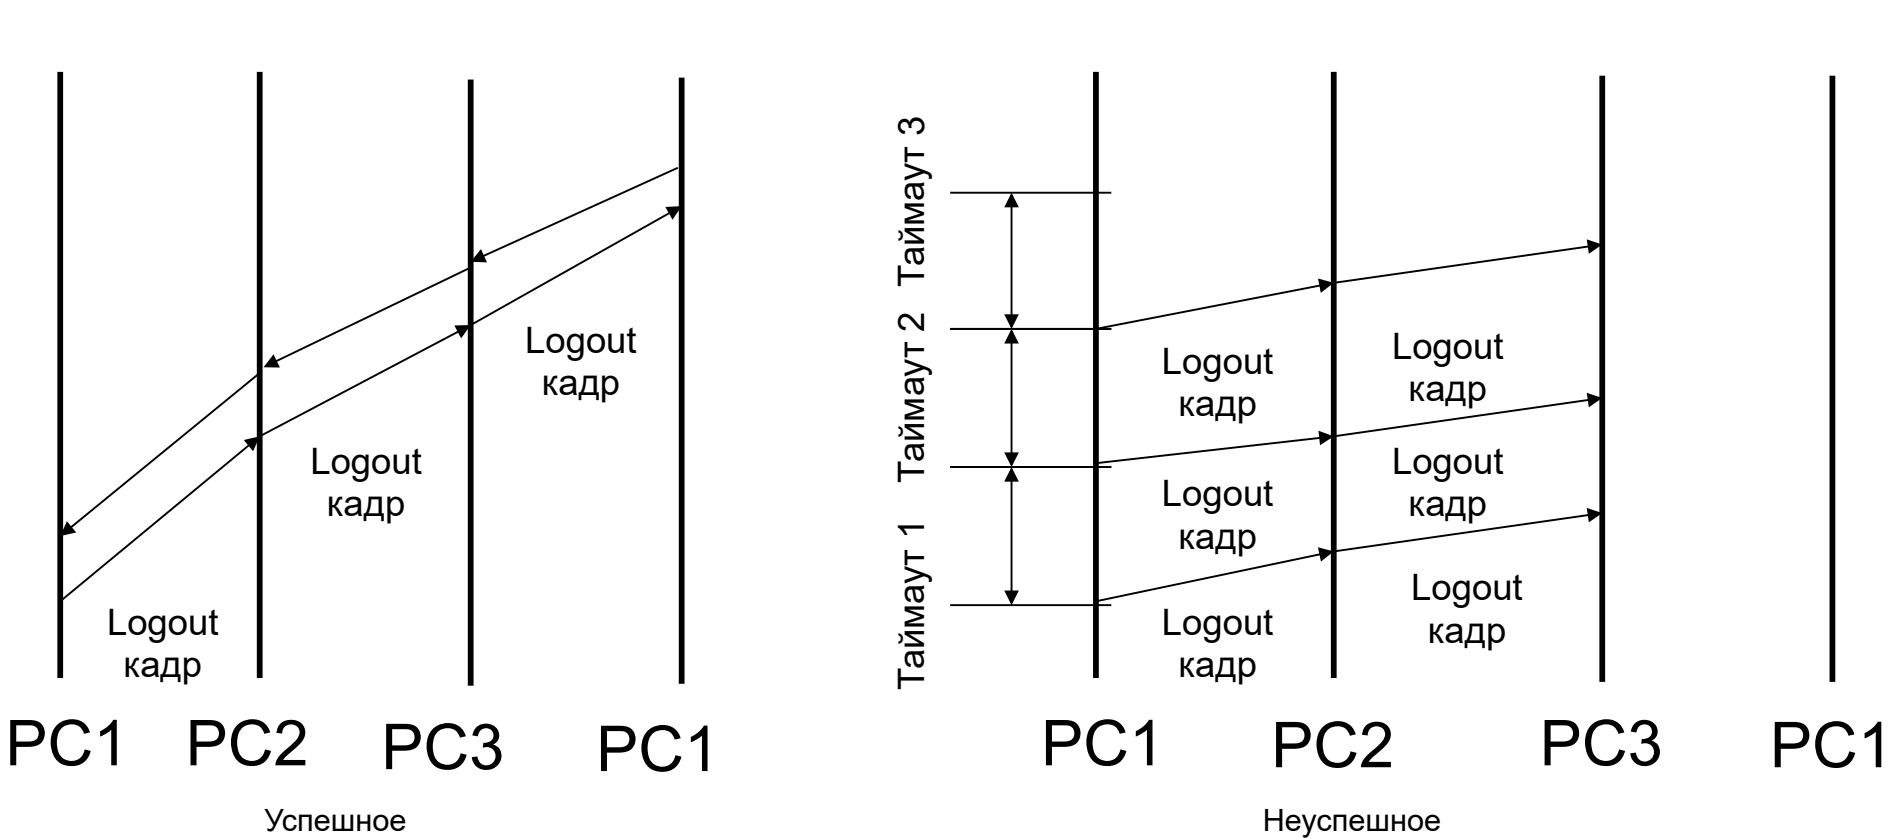 Logout
кадр
Logout
кадр
Logout
кадр
PC1
PC2
PC3
PC1
Успешное
Таймаут 3
Таймаут 2
Таймаут 1
Logout
кадр
Logout
кадр
Logout
кадр
Logout
кадр
Logout
кадр
Logout
кадр
PC1
PC2
PC3
PC1
Неуспешное